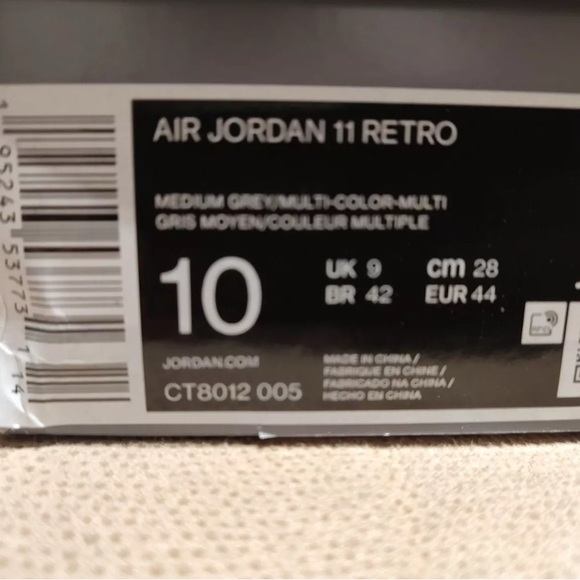 AIR JORDAN 11 RETRO
MEDIUM GREY/MULTI-COLOR-MULTI
GRIS MOYEN/COULEUR MULTIPLE
10
UK 9 cm 28
BR 42 EUR 44
RFID
JORDAN.COM
CT8012 005
MADE IN CHINA /
FABRIQUE EN CHINE /
FABRICADO NA CHINA /
HECHO EN CHINA